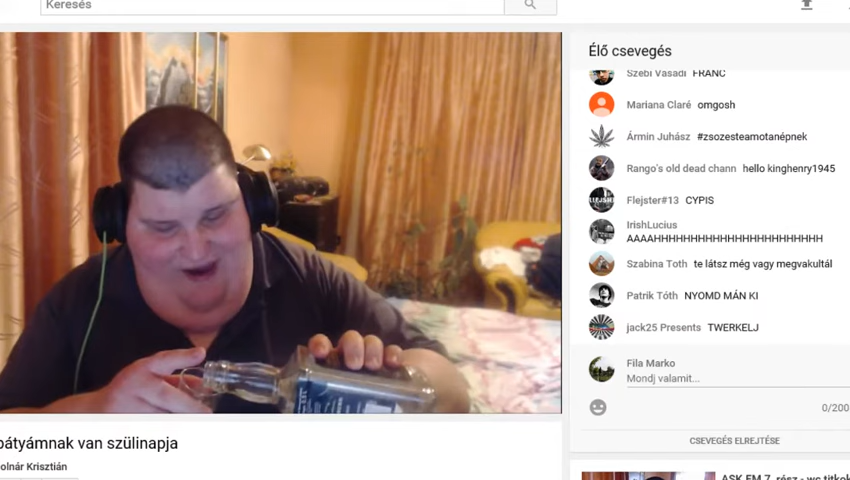 Keresés
Élő csevegés
Szebi Vasadi FRANC
Mariana Claré omgosh
Ármin Juhász #zsozesteamotanépnek
Rango's old dead chann hello kinghenry1945
Flejster#13 CYPIS
IrishLucius
AAAAHHHHHHHHHHHHHHHHHHHHHHH
Szabina Toth te látsz még vagy megvakultál
Patrik Tóth NYOMD MÁN KI
jack25 Presents TWERKELJ
Fila Marko
Mondj valamit...
0/200
CSEVEGÉS ELREJTÉSE
bátyámnak van szülinapja
olnár Krisztián
ASK.FM 7. rész - wc titkok